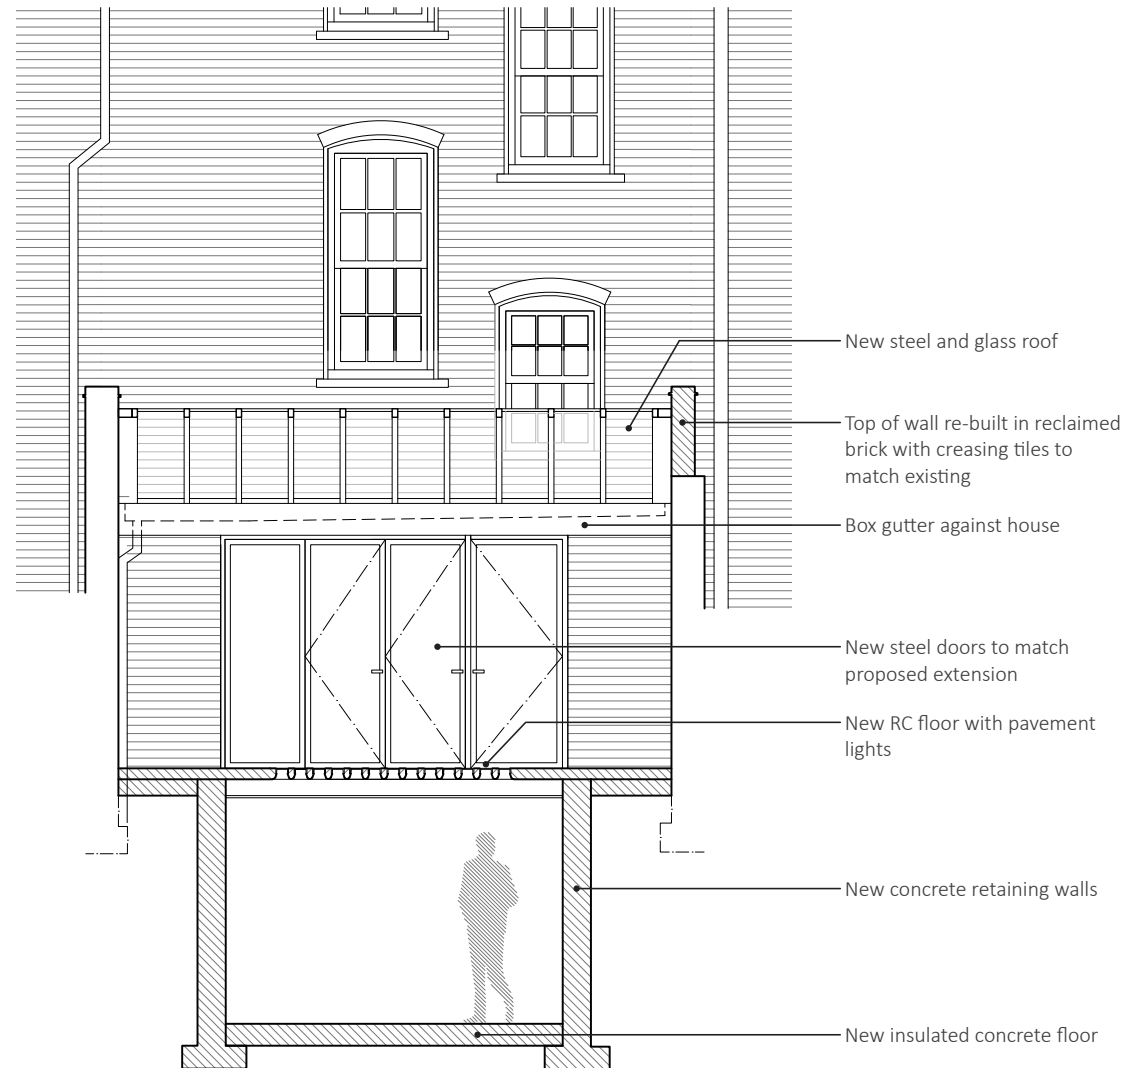 New steel and glass roof
Top of wall re-built in reclaimed
brick with creasing tiles to
match existing
Box gutter against house
New steel doors to match
proposed extension
New RC floor with pavement
lights
New concrete retaining walls
New insulated concrete floor